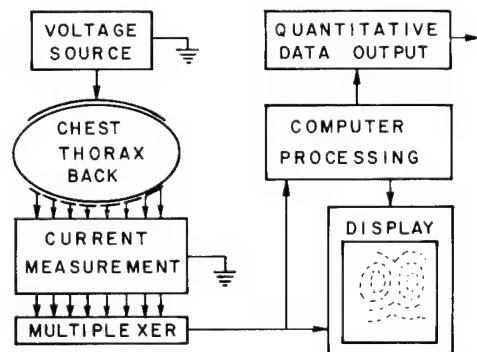 VOLTAGE
SOURCE
CHEST
THORAX
BACK
CURRENT
MEASUREMENT
MULTIPLEXER
QUANTITATIVE
DATA OUTPUT
COMPUTER
PROCESSING
DISPLAY